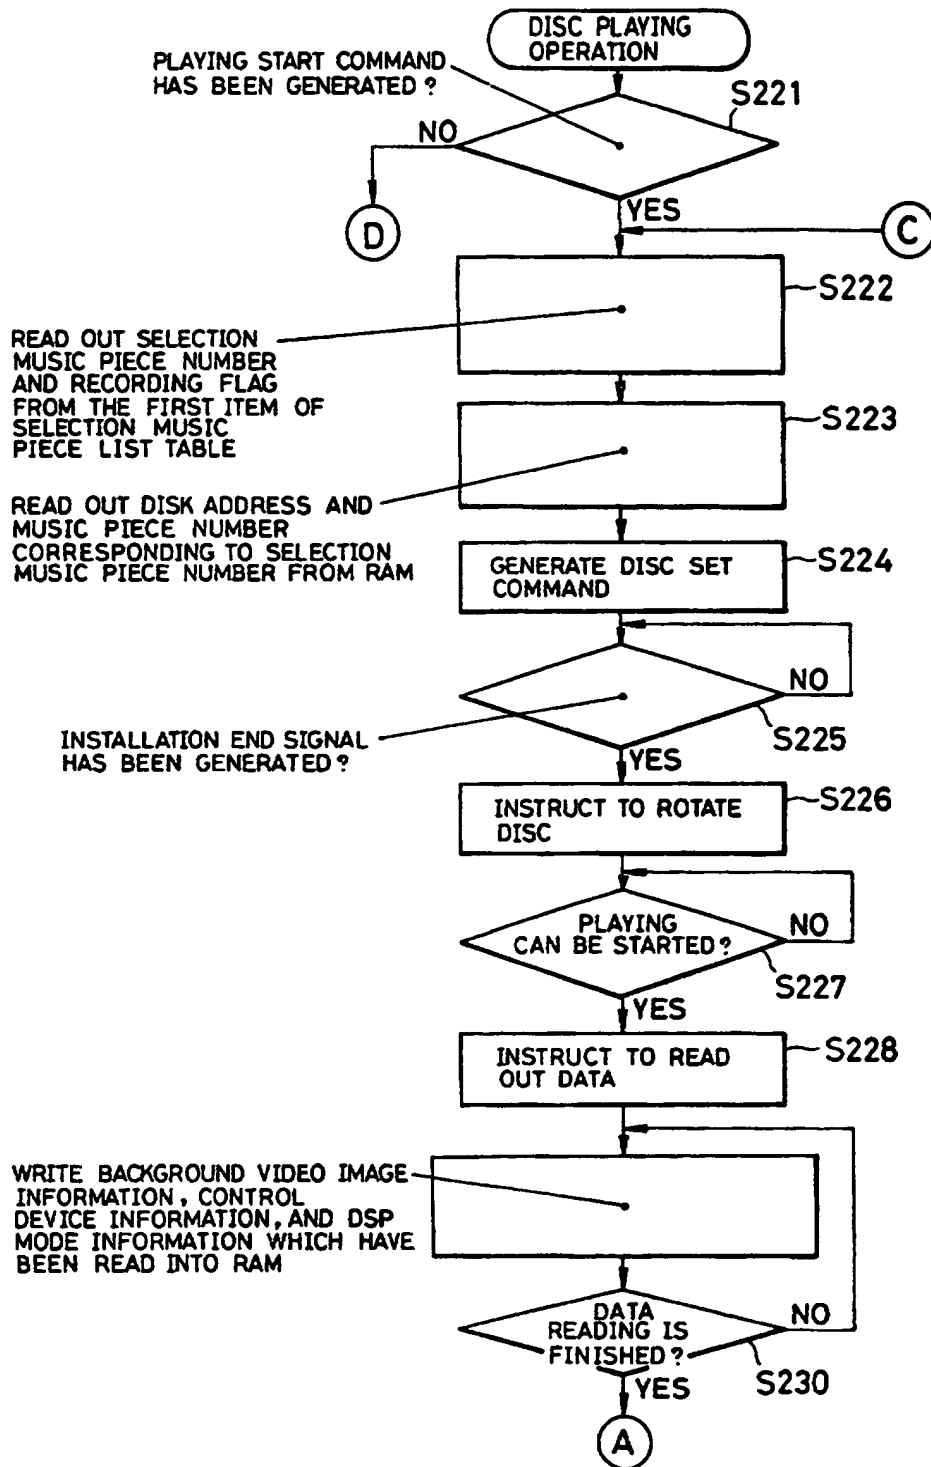 DISC PLAYING
OPERATION
PLAYING START COMMAND
HAS BEEN GENERATED?
S221
NO
D
YES
C
S222
READ OUT SELECTION
MUSIC PIECE NUMBER
AND RECORDING FLAG
FROM THE FIRST ITEM OF
SELECTION MUSIC
PIECE LIST TABLE
S223
READ OUT DISK ADDRESS AND
MUSIC PIECE NUMBER
CORRESPONDING TO SELECTION
MUSIC PIECE NUMBER FROM RAM
S224
GENERATE DISC SET
COMMAND
NO
S225
INSTALLATION END SIGNAL
HAS BEEN GENERATED?
YES
S226
INSTRUCT TO ROTATE
DISC
PLAYING
CAN BE STARTED?
NO
S227
YES
S228
INSTRUCT TO READ
OUT DATA
WRITE BACKGROUND VIDEO IMAGE
INFORMATION, CONTROL
DEVICE INFORMATION, AND DSP
MODE INFORMATION WHICH HAVE
BEEN READ INTO RAM
DATA
READING IS
FINISHED?
NO
S230
YES
A